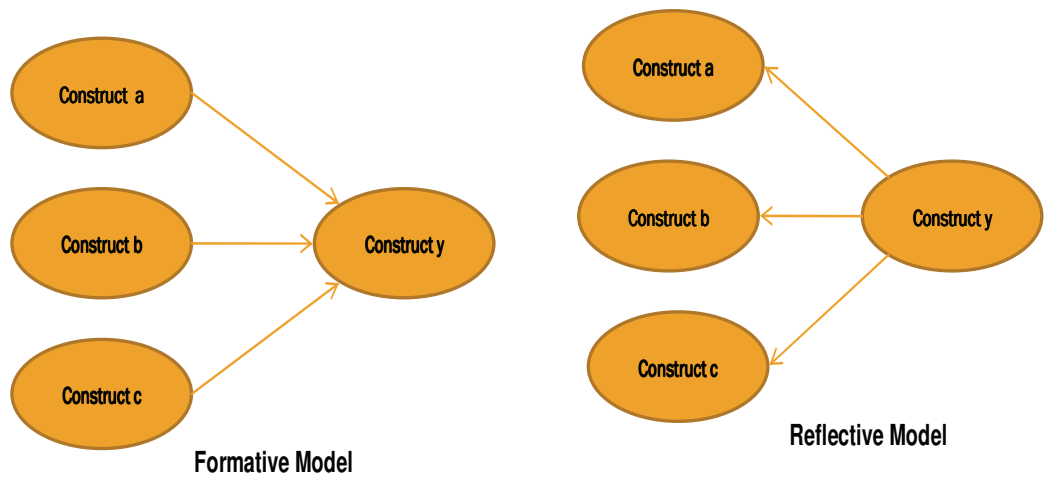 Construct a
Construct b
Construct y
Construct c
Formative Model
Construct a
Construct b
Construct y
Construct c
Reflective Model